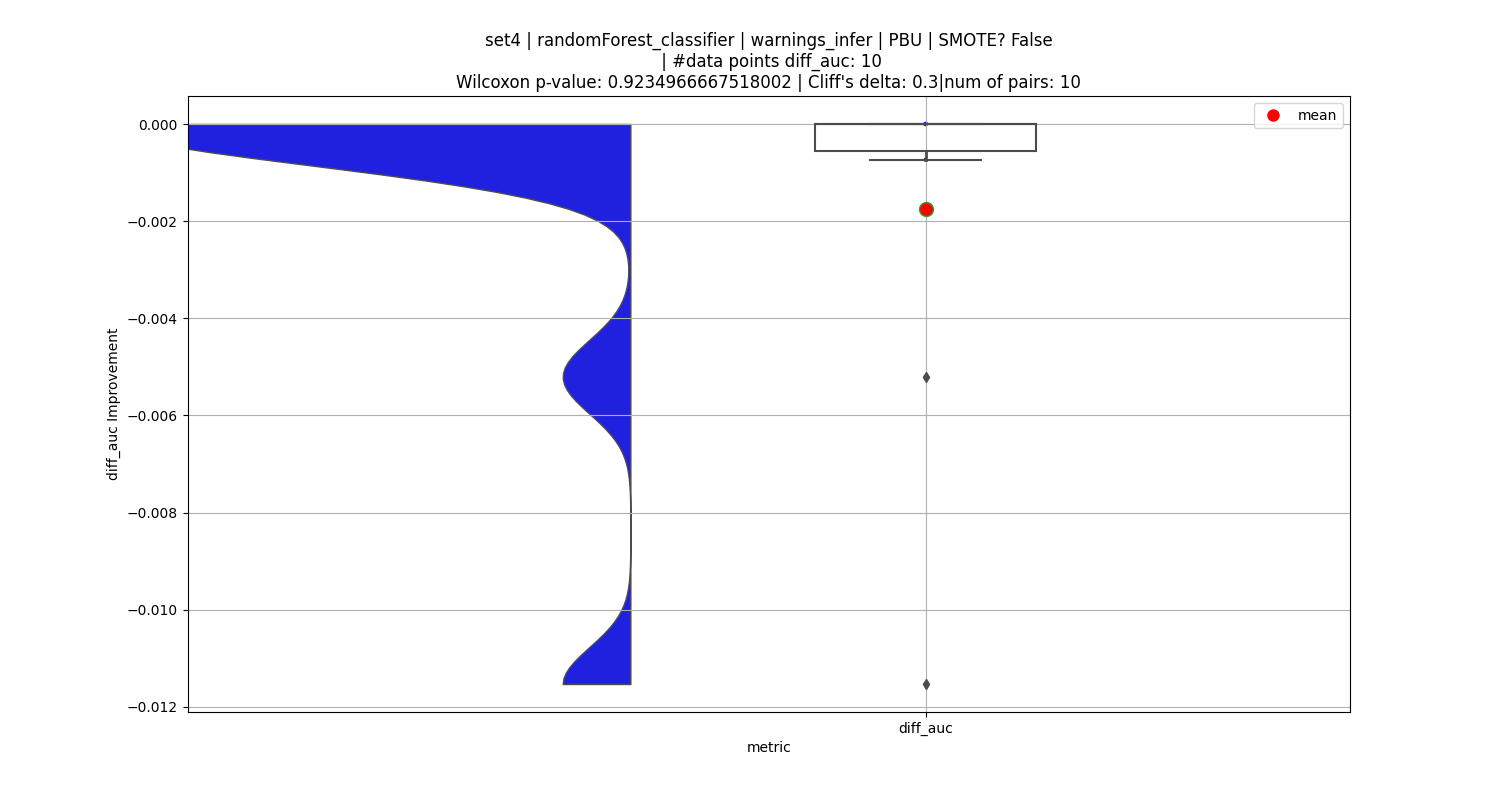 set4 | randomForest_classifier | warnings_infer | PBU | SMOTE? False
| #data points diff_auc: 10
Wilcoxon p-value: 0.9234966667518002 | Cliff's delta: 0.3|num of pairs: 10
mean
0.000
−0.002
−0.004
−0.006
−0.008
−0.010
−0.012
diff_auc Improvement
diff_auc
metric